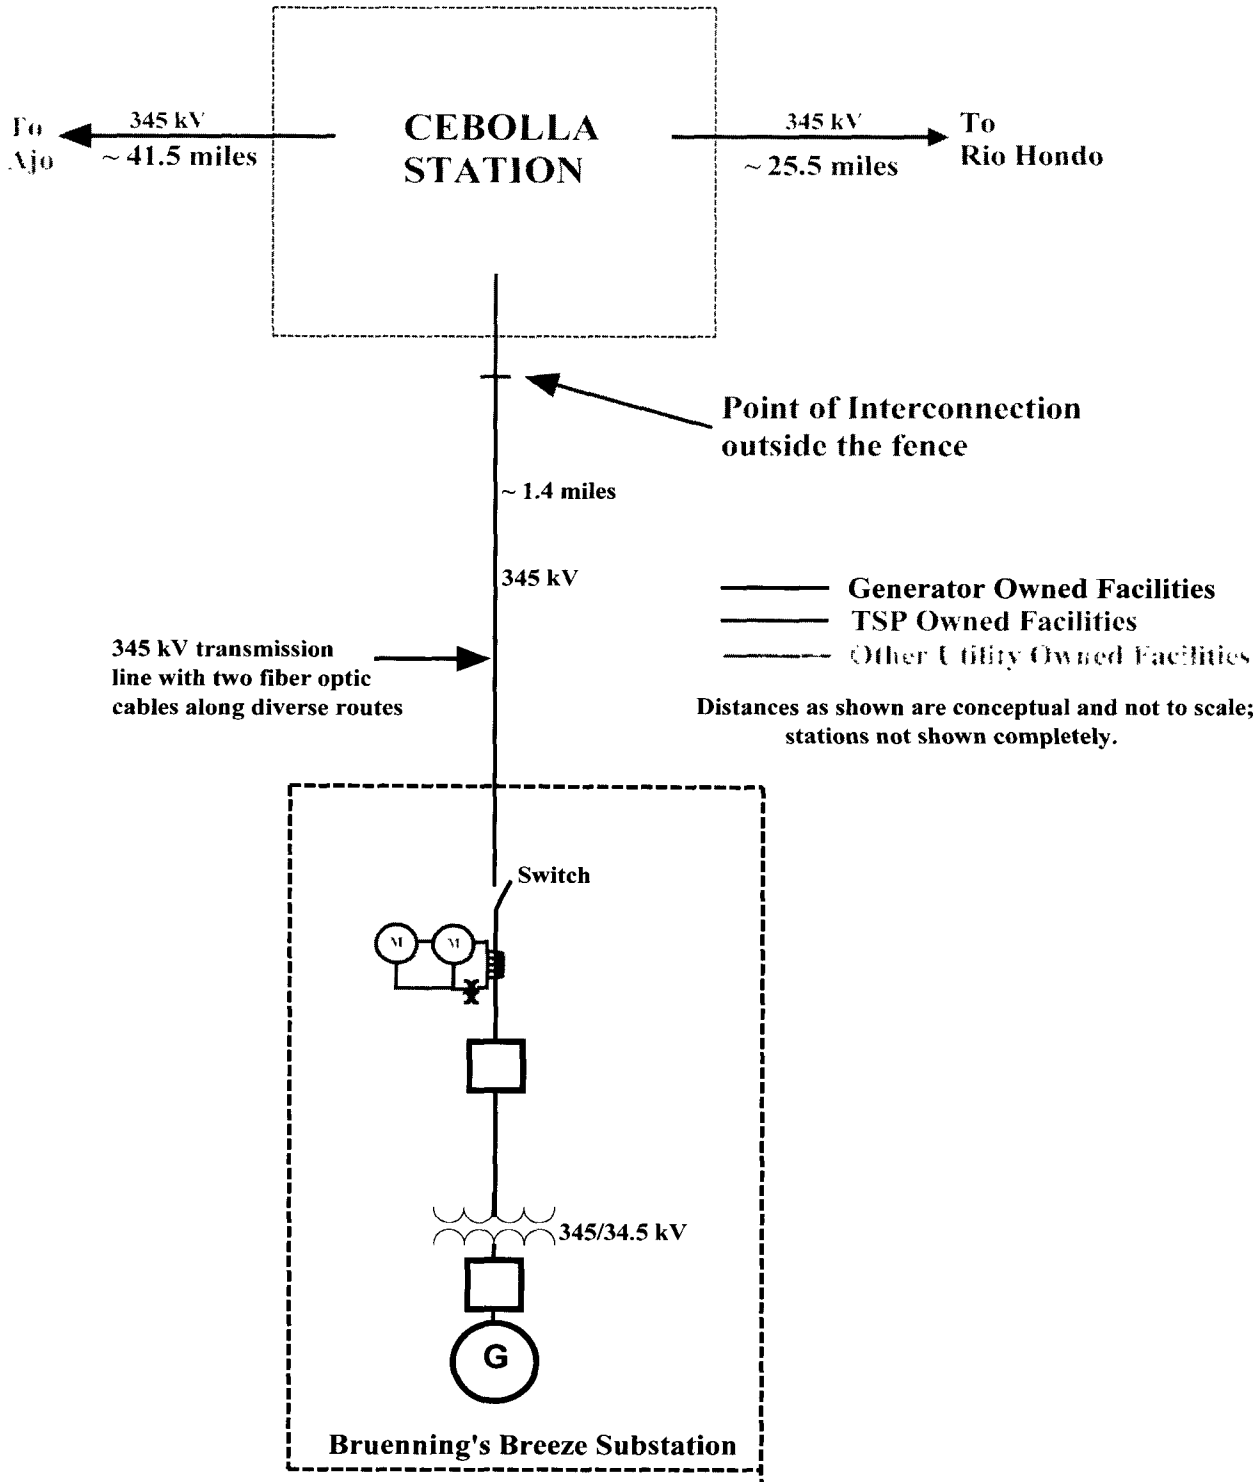 CEBOLLA
STATION
To
Ajo
345 kV
~ 41.5 miles
345 kV
~ 25.5 miles
To
Rio Hondo
Point of Interconnection
outside the fence
~ 1.4 miles
345 kV
345 kV transmission
line with two fiber optic
cables along diverse routes
Generator Owned Facilities
TSP Owned Facilities
Other Utility Owned Facilities
Distances as shown are conceptual and not to scale;
stations not shown completely.
Switch
M
M
345/34.5 kV
G
Bruenning's Breeze Substation